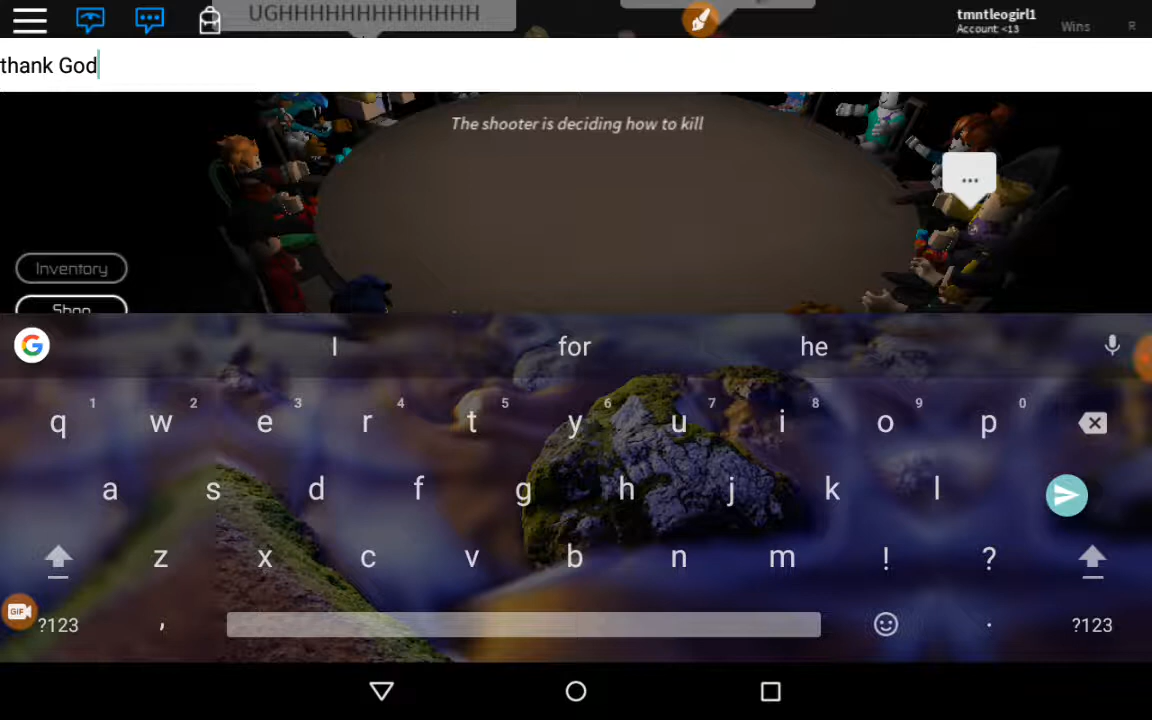 UGHHHHHHHHHHHHHH
tmntleogirl1
Account: <13
Wins
R
thank God
The shooter is deciding how to kill
...
Inventory
Shop
G
I for he
q 1 w 2 e 3 r 4 t 5 y 6 u 7 i 8 o 9 p 0
a s d f g h j k l
z x c v b n m ! ?
GIF
?123 , . ?123